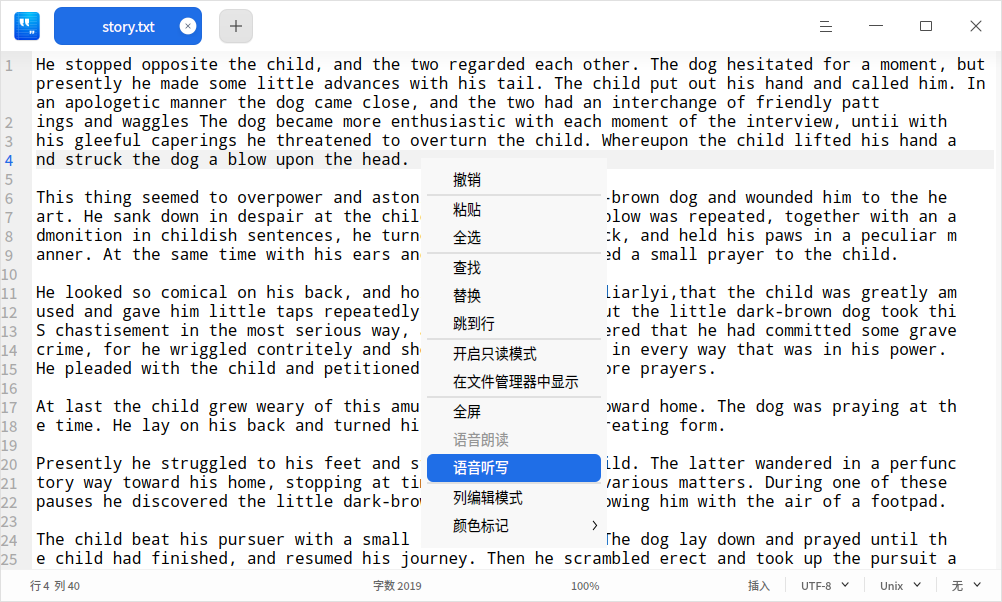 story.txt
1 He stopped opposite the child, and the two regarded each other. The dog hesitated for a moment, but
presently he made some little advances with his tail. The child put out his hand and called him. In
an apologetic manner the dog came close, and the two had an interchange of friendly patt
2 ings and waggles The dog became more enthusiastic with each moment of the interview, untii with
3 his gleeful caperings he threatened to overturn the child. Whereupon the child lifted his hand a
4 nd struck the dog a blow upon the head.
5
6 This thing seemed to overpower and aston -brown dog and wounded him to the he
7 art. He sank down in despair at the chil blow was repeated, together with an a
8 dmonition in childish sentences, he turn ck, and held his paws in a peculiar m
9 anner. At the same time with his ears an ed a small prayer to the child.
10
11 He looked so comical on his back, and ho liarlyi,that the child was greatly am
12 used and gave him little taps repeatedly ut the little dark-brown dog took thi
13 S chastisement in the most serious way, ered that he had committed some grave
14 crime, for he wriggled contritely and sh in every way that was in his power.
15 He pleaded with the child and petitioned ore prayers.
16
17 At last the child grew weary of this amu oward home. The dog was praying at th
18 e time. He lay on his back and turned hi reating form.
19
20 Presently he struggled to his feet and s ild. The latter wandered in a perfunc
21 tory way toward his home, stopping at ti various matters. During one of these
22 pauses he discovered the little dark-brow owing him with the air of a footpad.
23
24 The child beat his pursuer with a small The dog lay down and prayed until th
25 e child had finished, and resumed his journey. Then he scrambled erect and took up the pursuit a
撤销
粘贴
全选
查找
替换
跳到行
开启只读模式
在文件管理器中显示
全屏
语音朗读
语音听写
列编辑模式
颜色标记
行 4 列 40 字数 2019 100% 插入 UTF-8 Unix 无